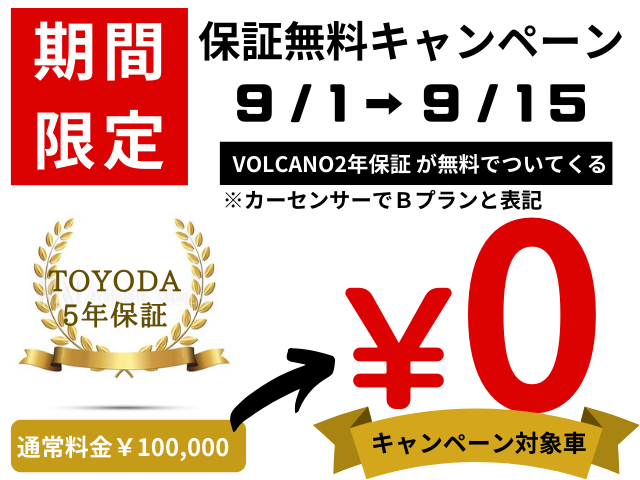 期間
限定
保証無料キャンペーン
9/1➡9/15
VOLCANO2年保証 が無料でついてくる
※カーセンサーでBプランと表記
TOYODA
5年保証
¥0
通常料金¥100,000
キャンペーン対象車